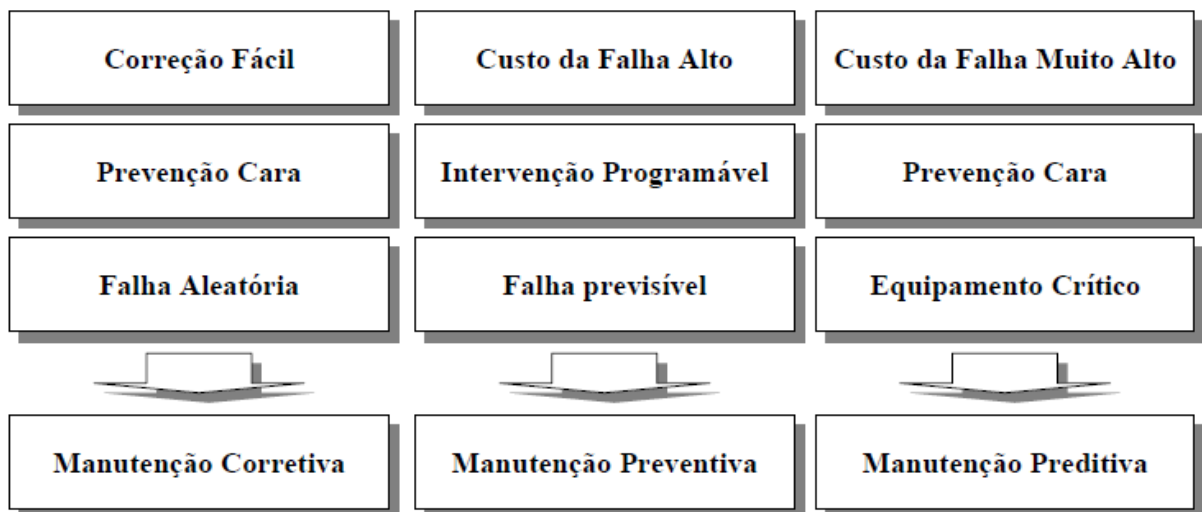 Correção Fácil
Custo da Falha Alto
Custo da Falha Muito Alto
Prevenção Cara
Intervenção Programável
Prevenção Cara
Falha Aleatória
Falha previsível
Equipamento Crítico
Manutenção Corretiva
Manutenção Preventiva
Manutenção Preditiva